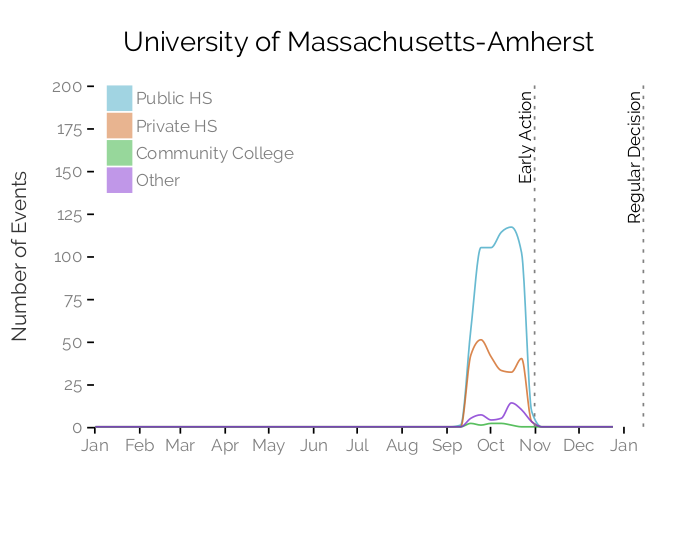 University of Massachusetts-Amherst
Number of Events
200
175
150
125
100
75
50
25
0
Public HS
Private HS
Community College
Other
Early Action
Regular Decision
Jan Feb Mar Apr May Jun Jul Aug Sep Oct Nov Dec Jan